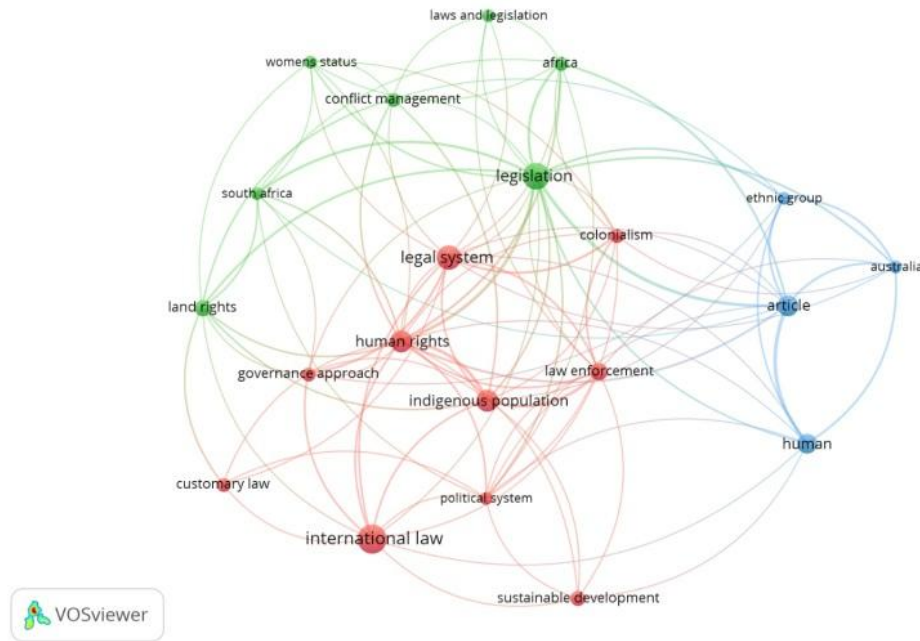 laws and legislation
womens status
africa
conflict management
legislation
south africa
ethnic group
colonialism
legal system
australia
land rights
article
human rights
governance approach
law enforcement
indigenous population
human
customary law
political system
international law
sustainable development
VOSviewer